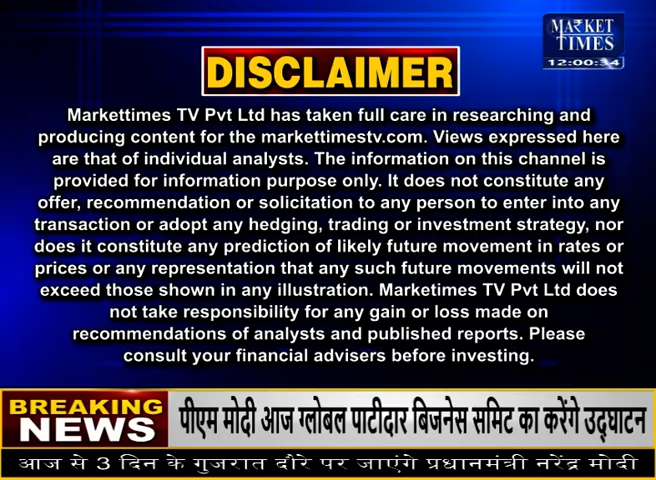 MARKET
TIMES
12:00:34
DISCLAIMER
Markettimes TV Pvt Ltd has taken full care in researching and
producing content for the markettimestv.com. Views expressed here
are that of individual analysts. The information on this channel is
provided for information purpose only. It does not constitute any
offer, recommendation or solicitation to any person to enter into any
transaction or adopt any hedging, trading or investment strategy, nor
does it constitute any prediction of likely future movement in rates or
prices or any representation that any such future movements will not
exceed those shown in any illustration. Marketimes TV Pvt Ltd does
not take responsibility for any gain or loss made on
recommendations of analysts and published reports. Please
consult your financial advisers before investing.
BREAKING
NEWS
पीएम मोदी आज ग्लोबल पाटीदार बिजनेस समिट का करेंगे उद्घाटन
आज से 3 दिन के गुजरात दौरे पर जाएंगे प्रधानमंत्री नरेंद्र मोदी